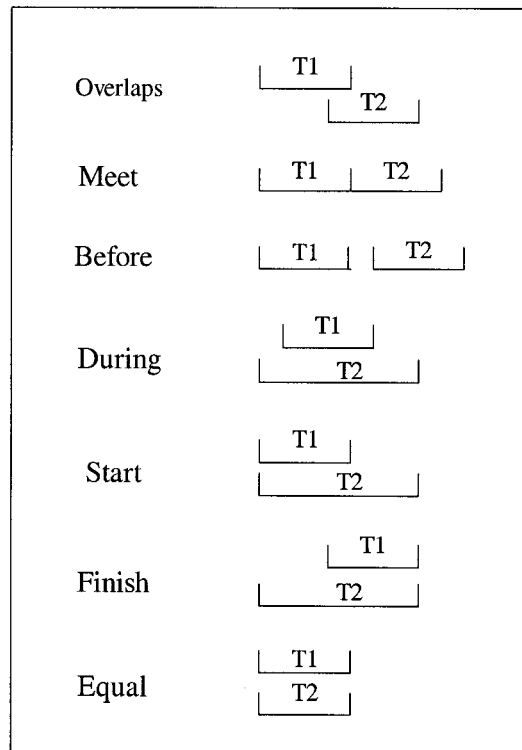 T1
Overlaps
T2
Meet T1 T2
Before T1 T2
T1
During
T2
T1
Start
T2
T1
Finish
T2
T1
Equal
T2